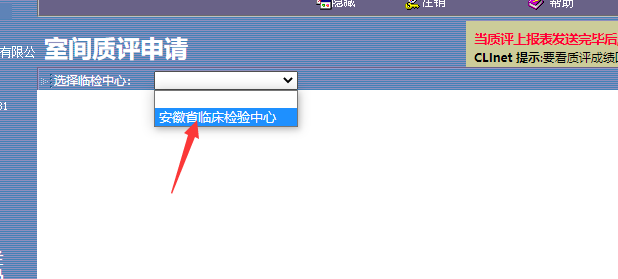 隐藏 注销 帮助
有限公
室间质评申请
当质评上报表发送完毕后
CLInet 提示:要看质评成绩
选择临检中心:
安徽省临床检验中心
31